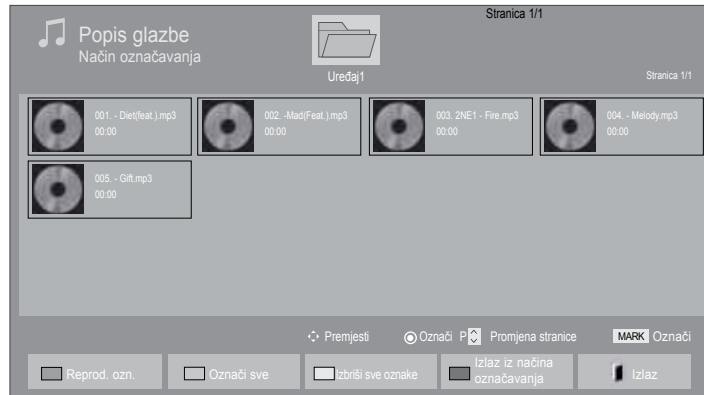 Stranica 1/1
Popis glazbe
Način označavanja
Uređaj1
Stranica 1/1
001. - Diet(feat.).mp3
00:00
002. -Mad(Feat.).mp3
00:00
003. 2NE1 - Fire.mp3
00:00
004. - Melody.mp3
00:00
005. - Gift.mp3
00:00
Premjesti
Označi
P Promjena stranice
MARK Označi
Reprod. ozn.
Označi sve
Izbriši sve oznake
Izlaz iz načina
označavanja
Izlaz